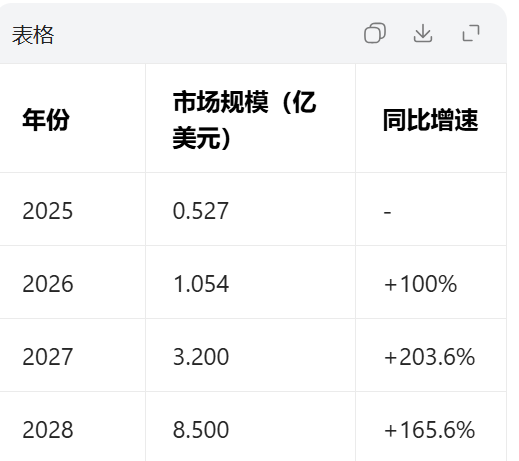 表格
年份 市场规模（亿
美元） 同比增速
2025 0.527 -
2026 1.054 +100%
2027 3.200 +203.6%
2028 8.500 +165.6%